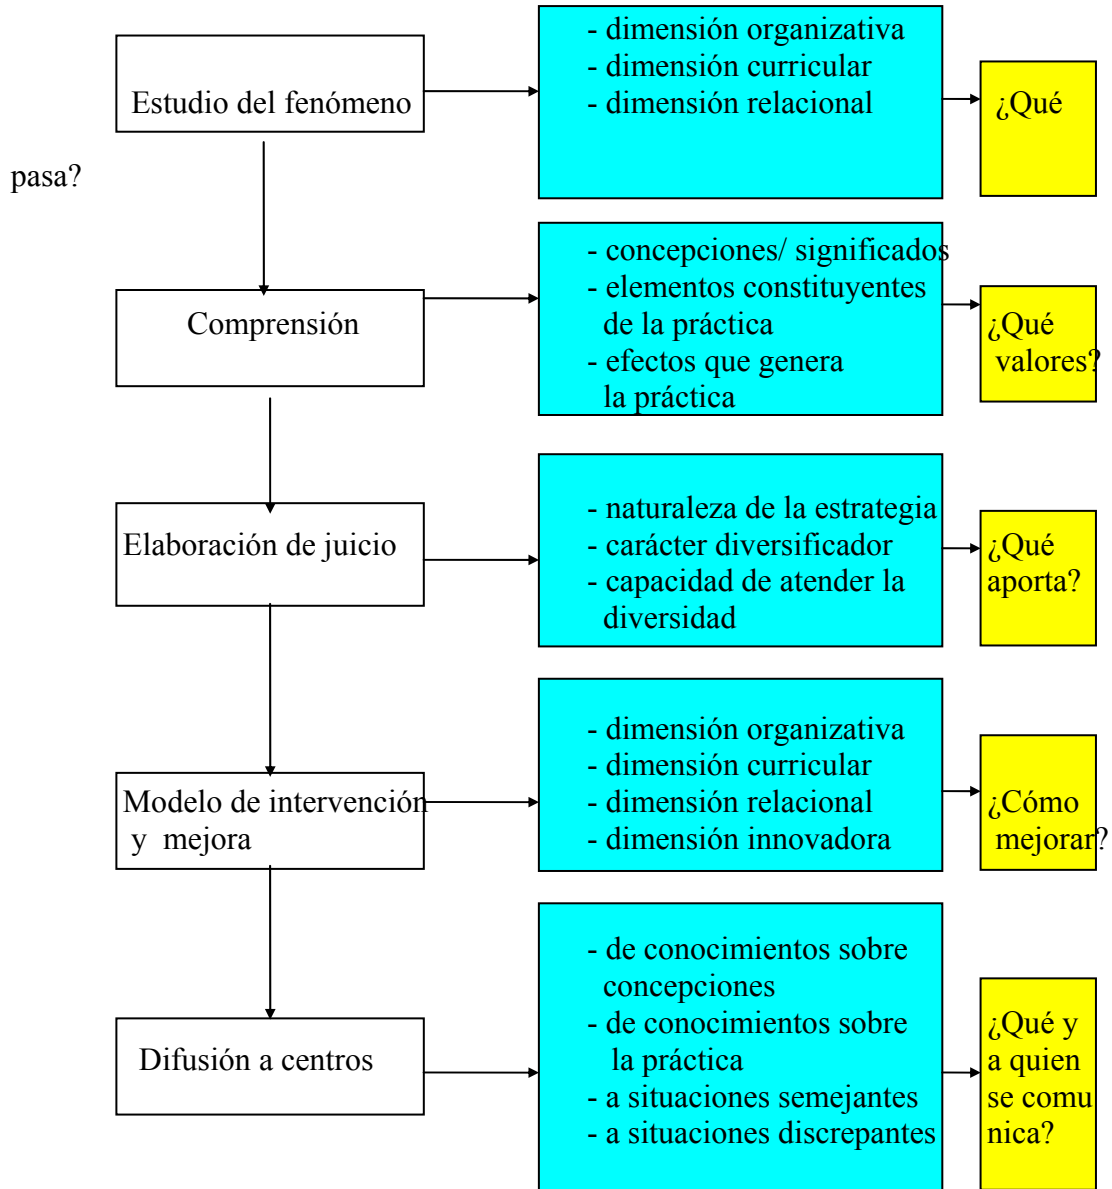 Estudio del fenómeno
- dimensión organizativa
- dimensión curricular
- dimensión relacional
¿Qué
pasa?
Comprensión
- concepciones/ significados
- elementos constituyentes
de la práctica
- efectos que genera
la práctica
¿Qué
valores?
Elaboración de juicio
- naturaleza de la estrategia
- carácter diversificador
- capacidad de atender la
diversidad
¿Qué
aporta?
Modelo de intervención
y mejora
- dimensión organizativa
- dimensión curricular
- dimensión relacional
- dimensión innovadora
¿Cómo
mejorar?
Difusión a centros
- de conocimientos sobre
concepciones
- de conocimientos sobre
la práctica
- a situaciones semejantes
- a situaciones discrepantes
¿Qué y
a quien
se comu
nica?